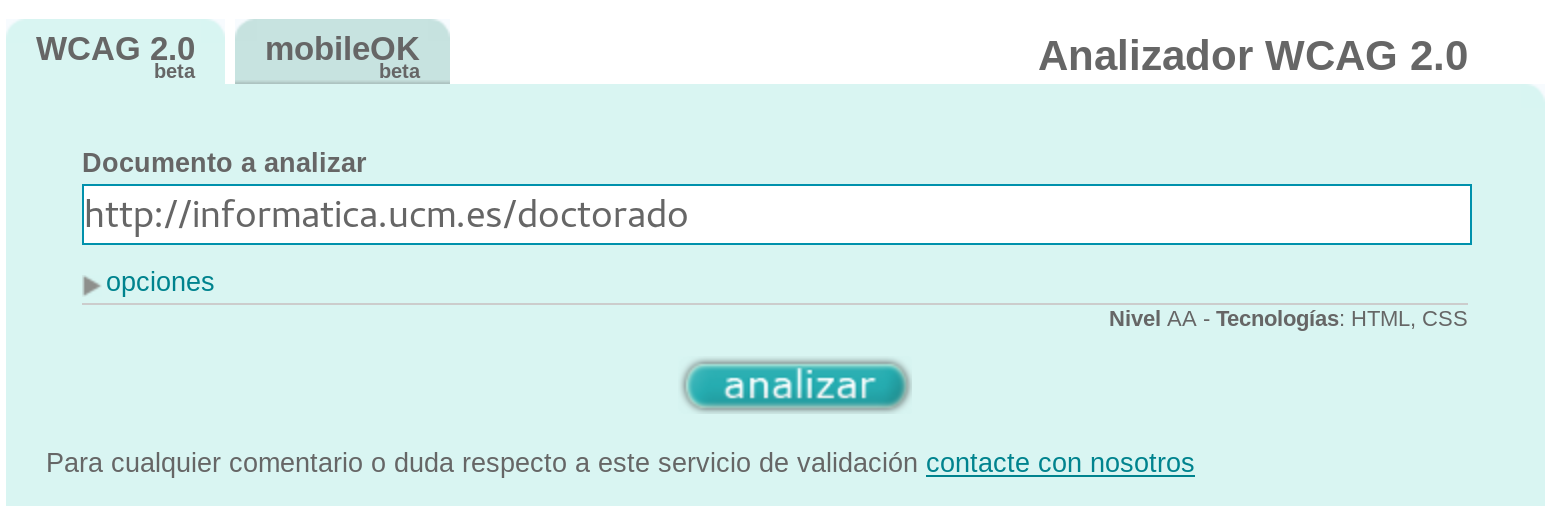 WCAG 2.0
beta
mobileOK
beta
Analizador WCAG 2.0
Documento a analizar
http://informatica.ucm.es/doctorado
opciones
Nivel AA - Tecnologías: HTML, CSS
analizar
Para cualquier comentario o duda respecto a este servicio de validación contacte con nosotros